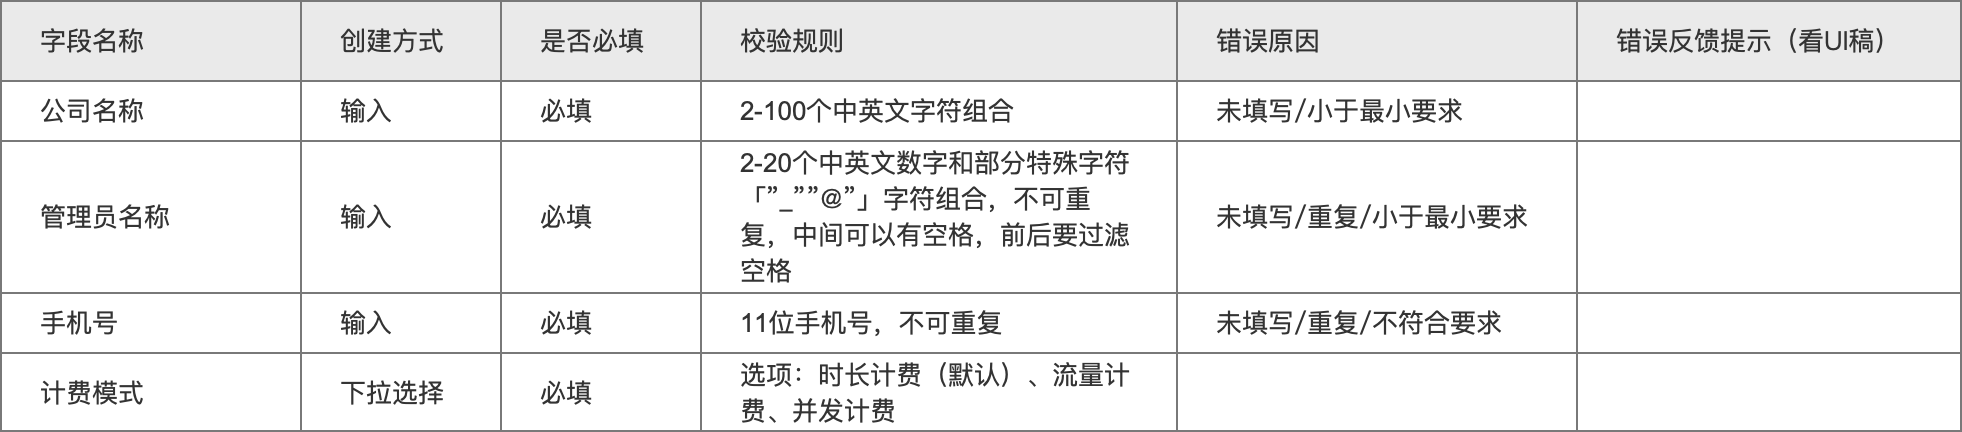 字段名称 创建方式 是否必填 校验规则 错误原因 错误反馈提示（看UI稿）
公司名称 输入 必填 2-100个中英文字符组合 未填写/小于最小要求
管理员名称 输入 必填 2-20个中英文数字和部分特殊字符
「”_””@”」字符组合，不可重
复，中间可以有空格，前后要过滤
空格
未填写/重复/小于最小要求
手机号 输入 必填 11位手机号，不可重复 未填写/重复/不符合要求
计费模式 下拉选择 必填 选项：时长计费（默认）、流量计
费、并发计费